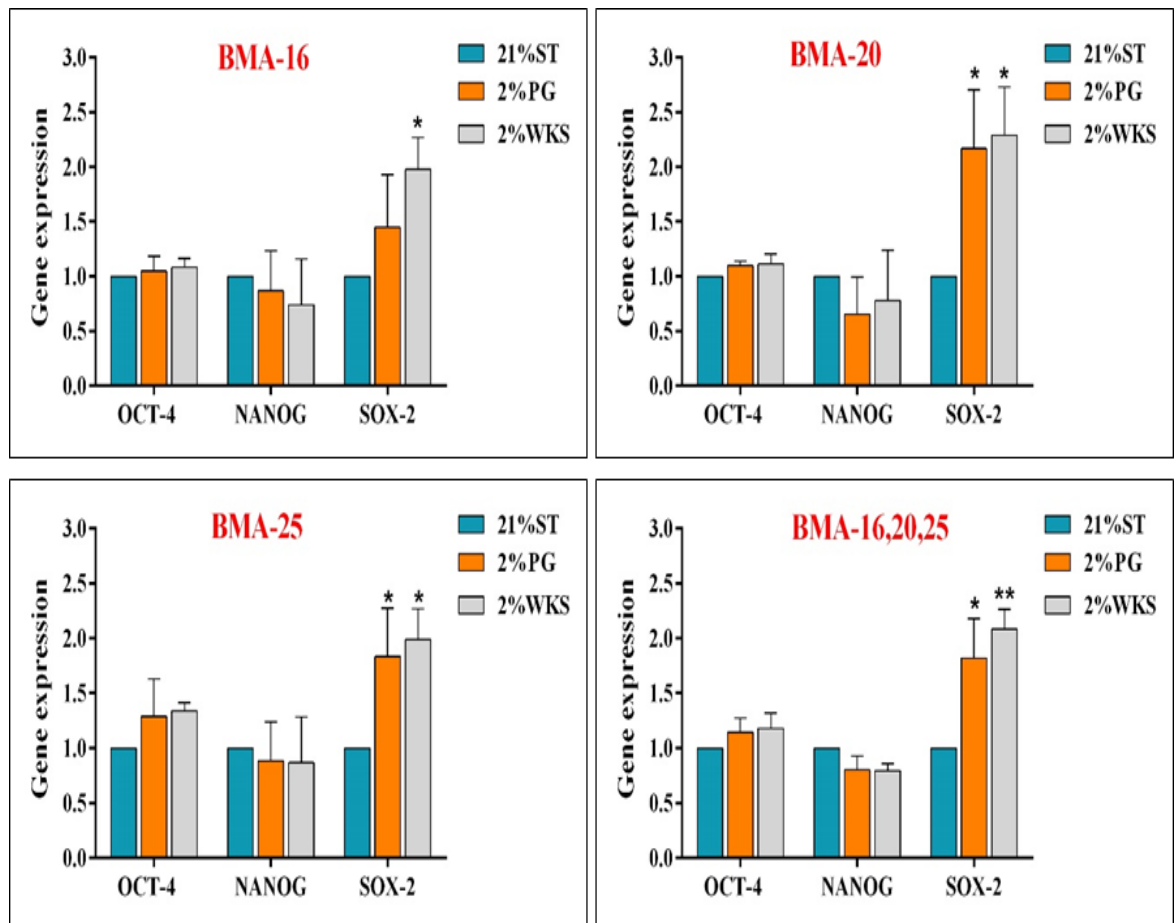 BMA-16
21%ST
2%PG
2%WKS
Gene expression
3.0
2.5
2.0
1.5
1.0
0.5
0.0
*
OCT-4 NANOG SOX-2
BMA-20
21%ST
2%PG
2%WKS
Gene expression
3.0
2.5
2.0
1.5
1.0
0.5
0.0
* *
OCT-4 NANOG SOX-2
BMA-25
21%ST
2%PG
2%WKS
Gene expression
3.0
2.5
2.0
1.5
1.0
0.5
0.0
* *
OCT-4 NANOG SOX-2
BMA-16,20,25
21%ST
2%PG
2%WKS
Gene expression
3.0
2.5
2.0
1.5
1.0
0.5
0.0
* **
OCT-4 NANOG SOX-2